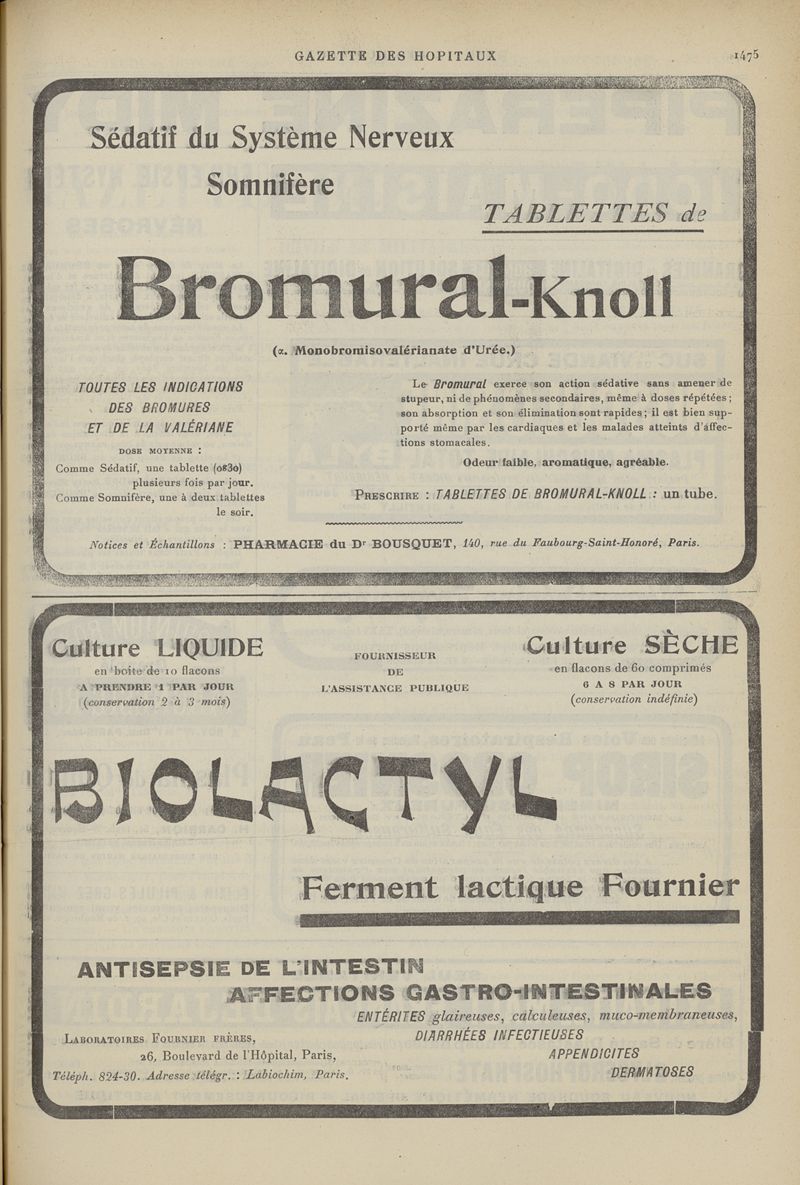 GAZETTE DES HOPITAUX 1475
Sédatif du Système Nerveux
Somnifère
TABLETTES de
Bromural-Knoll
(α. Monobromisovalérianate d'Urée.)
TOUTES LES INDICATIONS
DES BROMURES
ET DE LA VALÉRIANE
DOSE MOYENNE :
Comme Sédatif, une tablette (0g30)
plusieurs fois par jour.
Comme Somnifère, une à deux tablettes
le soir.
Le Bromural exerce son action sédative sans amener de
stupeur, ni de phénomènes secondaires, même à doses répétées;
son absorption et son élimination sont rapides; il est bien sup-
porté même par les cardiaques et les malades atteints d'affec-
tions stomacales.
Odeur faible, aromatique, agréable.
PRESCRIRE : TABLETTES DE BROMURAL-KNOLL : un tube.
Notices et Échantillons : PHARMACIE du Dr BOUSQUET, 140, rue du Faubourg-Saint-Honoré, Paris.
Culture LIQUIDE
en boîte de 10 flacons
A PRENDRE 1 PAR JOUR
(conservation 2 à 3 mois)
FOURNISSEUR
DE
L'ASSISTANCE PUBLIQUE
Culture SÈCHE
en flacons de 60 comprimés
6 A 8 PAR JOUR
(conservation indéfinie)
BIOLACTYL
Ferment lactique Fournier
ANTISEPSIE DE L'INTESTIN
AFFECTIONS GASTRO-INTESTINALES
ENTÉRITES glaireuses, calculeuses, muco-membraneuses,
DIARRHÉES INFECTIEUSES
APPENDICITES
DERMATOSES
LABORATOIRES FOURNIER FRÈRES,
26, Boulevard de l'Hôpital, Paris,
Téléph. 824-30. Adresse télégr. : Labiochim, Paris.